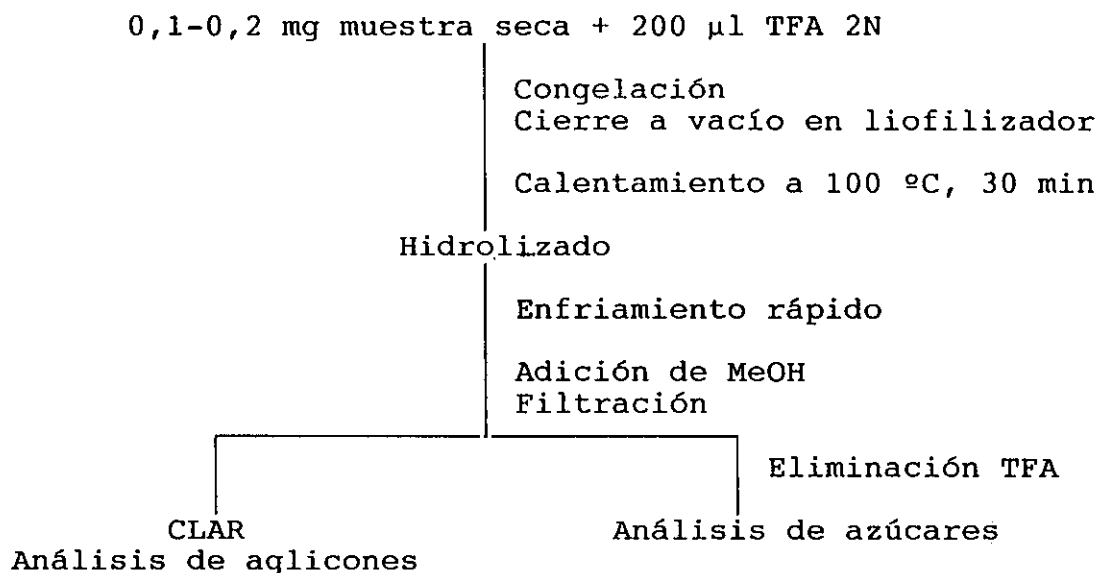 0,1-0,2 mg muestra seca + 200 µl TFA 2N
Congelación
Cierre a vacío en liofilizador
Calentamiento a 100 ºC, 30 min
Hidrolizado
Enfriamiento rápido
Adición de MeOH
Filtración
Eliminación TFA
CLAR
Análisis de aglicones
Análisis de azúcares